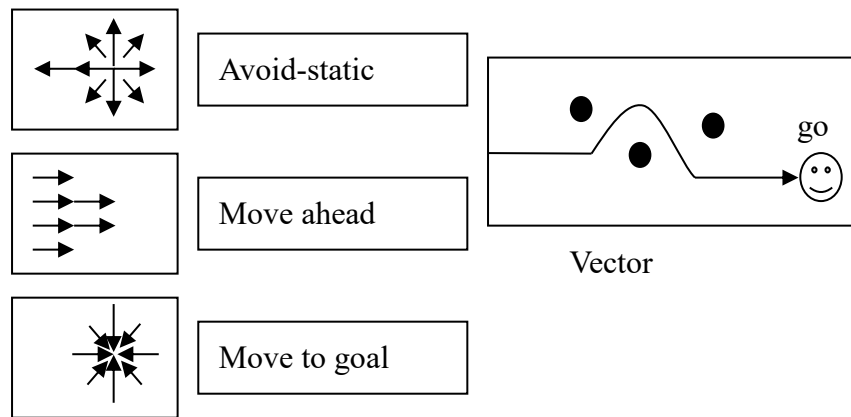 Avoid-static
Move ahead
Move to goal
go
Vector